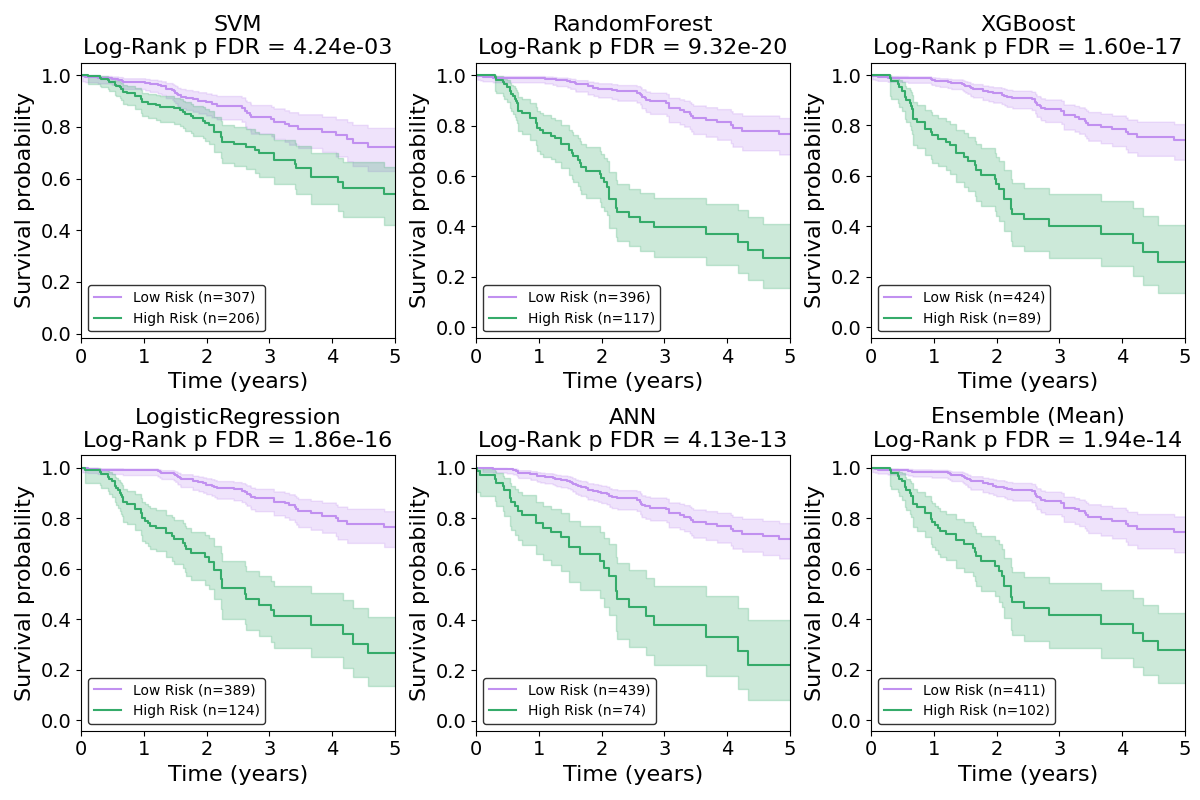 SVM
Log-Rank p FDR = 4.24e-03
Survival probability
1.0
0.8
0.6
0.4
0.2
0.0
Low Risk (n=307)
High Risk (n=206)
0 1 2 3 4 5
Time (years)
RandomForest
Log-Rank p FDR = 9.32e-20
Survival probability
1.0
0.8
0.6
0.4
0.2
0.0
Low Risk (n=396)
High Risk (n=117)
0 1 2 3 4 5
Time (years)
XGBoost
Log-Rank p FDR = 1.60e-17
Survival probability
1.0
0.8
0.6
0.4
0.2
0.0
Low Risk (n=424)
High Risk (n=89)
0 1 2 3 4 5
Time (years)
LogisticRegression
Log-Rank p FDR = 1.86e-16
Survival probability
1.0
0.8
0.6
0.4
0.2
0.0
Low Risk (n=389)
High Risk (n=124)
0 1 2 3 4 5
Time (years)
ANN
Log-Rank p FDR = 4.13e-13
Survival probability
1.0
0.8
0.6
0.4
0.2
0.0
Low Risk (n=439)
High Risk (n=74)
0 1 2 3 4 5
Time (years)
Ensemble (Mean)
Log-Rank p FDR = 1.94e-14
Survival probability
1.0
0.8
0.6
0.4
0.2
0.0
Low Risk (n=411)
High Risk (n=102)
0 1 2 3 4 5
Time (years)